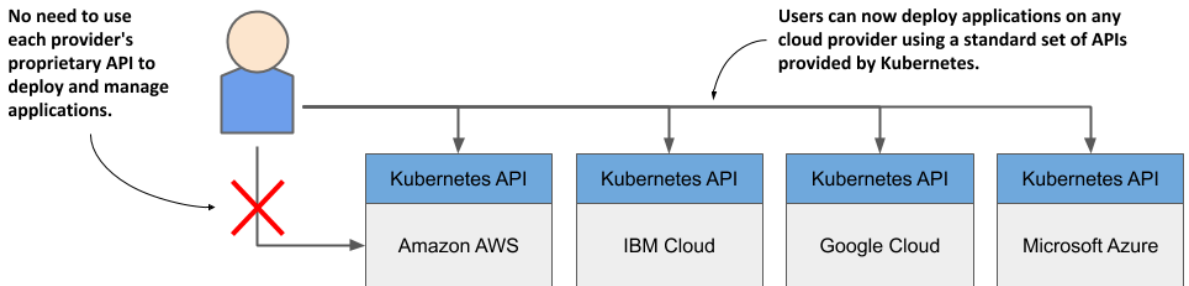 No need to use
each provider's
proprietary API to
deploy and manage
applications.
Users can now deploy applications on any
cloud provider using a standard set of APIs
provided by Kubernetes.
Kubernetes API
Kubernetes API
Kubernetes API
Kubernetes API
Amazon AWS
IBM Cloud
Google Cloud
Microsoft Azure